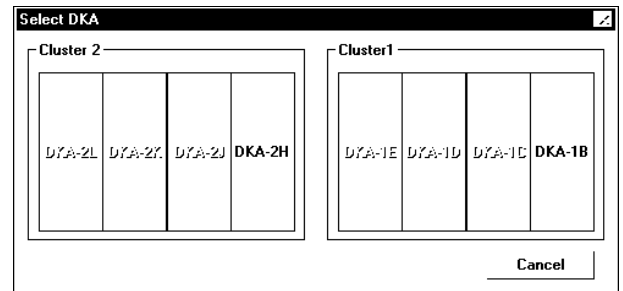 Select DKA
Cluster 2
Cluster1
DKA-2L DKA-2K DKA-2J DKA-2H
DKA-1E DKA-1D DKA-1C DKA-1B
Cancel